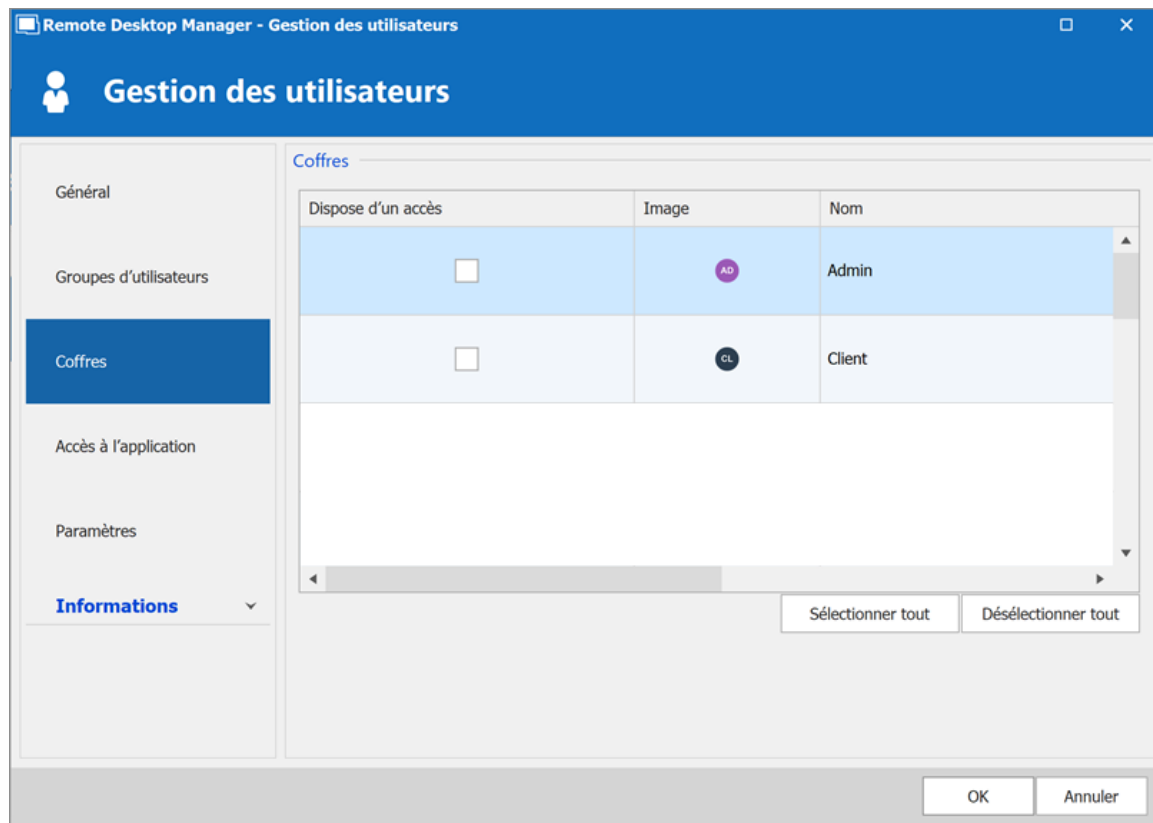 Remote Desktop Manager - Gestion des utilisateurs
Gestion des utilisateurs
Général
Groupes d’utilisateurs
Coffres
Accès à l’application
Paramètres
Informations
Coffres
Dispose d’un accès Image Nom
AD Admin
CL Client
Sélectionner tout Désélectionner tout
OK Annuler